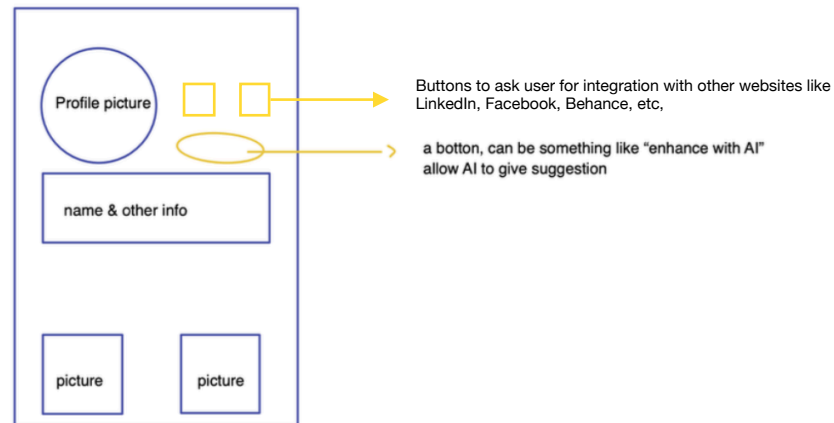 Profile picture
Buttons to ask user for integration with other websites like
LinkedIn, Facebook, Behance, etc,
a botton, can be something like “enhance with AI”
allow AI to give suggestion
name & other info
picture
picture